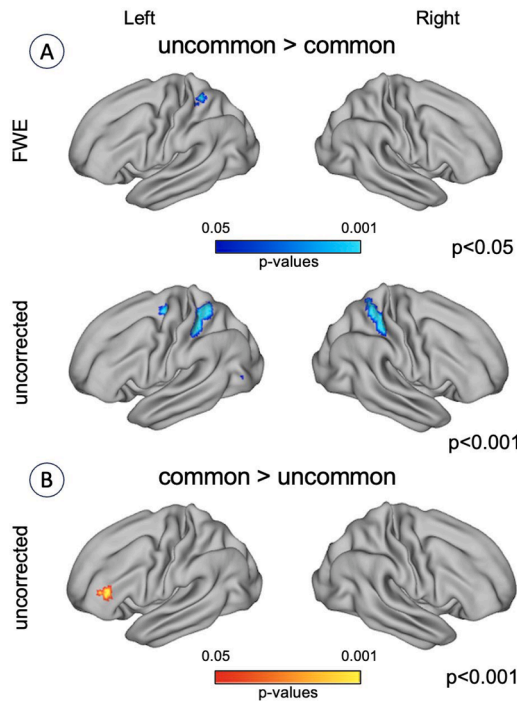 Left Right
A uncommon > common
FWE
0.05 0.001
p-values
p<0.05
uncorrected
p<0.001
B common > uncommon
uncorrected
0.05 0.001
p-values
p<0.001